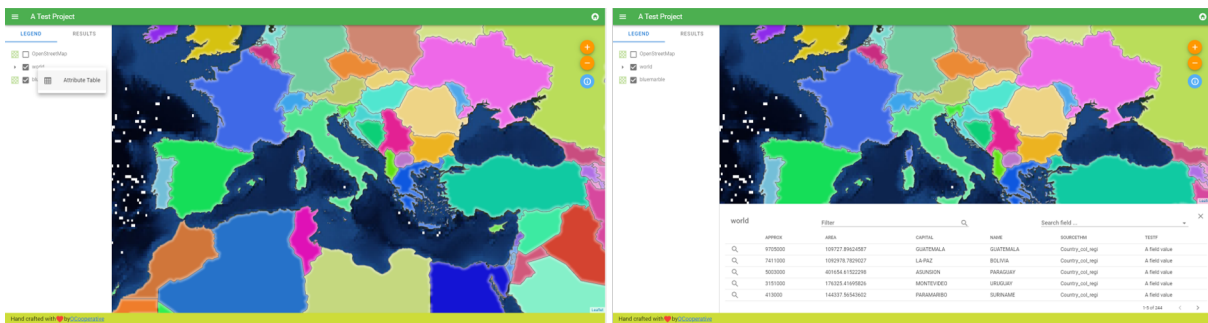 A Test Project
LEGEND RESULTS
OpenStreetMap
world
Attribute Table
Leaflet
Hand crafted with ❤ by QCooperative
A Test Project
LEGEND RESULTS
OpenStreetMap
world
bluemarble
world Filter Search field ...
APPROX AREA CAPITAL NAME SOURCETHM TESTF
9705000 109727.89624587 GUATEMALA GUATEMALA Country_col_regi A field value
7411000 1092978.7829027 LA PAZ BOLIVIA Country_col_regi A field value
5003000 401654.61522398 ASUNSION PARAGUAY Country_col_regi A field value
3151000 176325.41695826 MONTEVIDEO URUGUAY Country_col_regi A field value
413000 144337.56543602 PARAMARIBO SURINAME Country_col_regi A field value
1-5 of 244
Hand crafted with ❤ by QCooperative